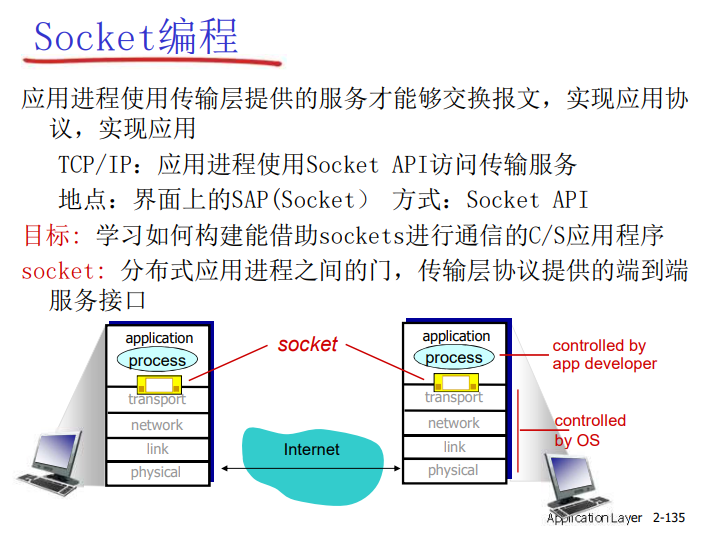 Socket编程
应用进程使用传输层提供的服务才能够交换报文，实现应用协
议，实现应用
TCP/IP：应用进程使用Socket API访问传输服务
地点：界面上的SAP(Socket） 方式：Socket API
目标：学习如何构建能借助sockets进行通信的C/S应用程序
socket：分布式应用进程之间的门，传输层协议提供的端到端
服务接口
application
process
transport
network
link
physical
socket
Internet
application
process
transport
network
link
physical
controlled by
app developer
controlled
by OS
Application Layer 2-135